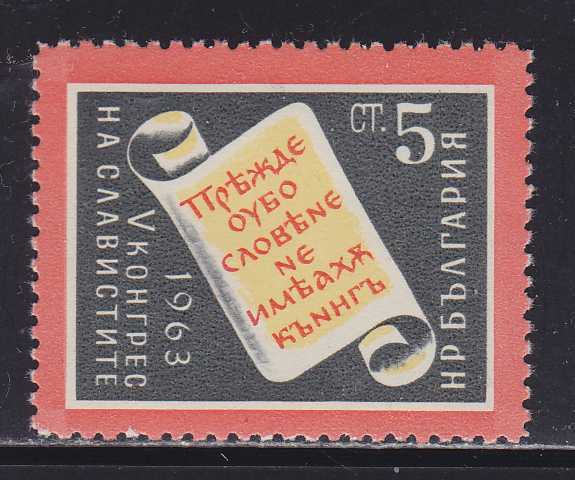 V КОНГРЕС
НА СЛАВИСТИТЕ
1963
Прѣжде
оубо
словѣне
не
имѣахѫ
кънигъ
СТ. 5
НР БЪЛГАРИЯ